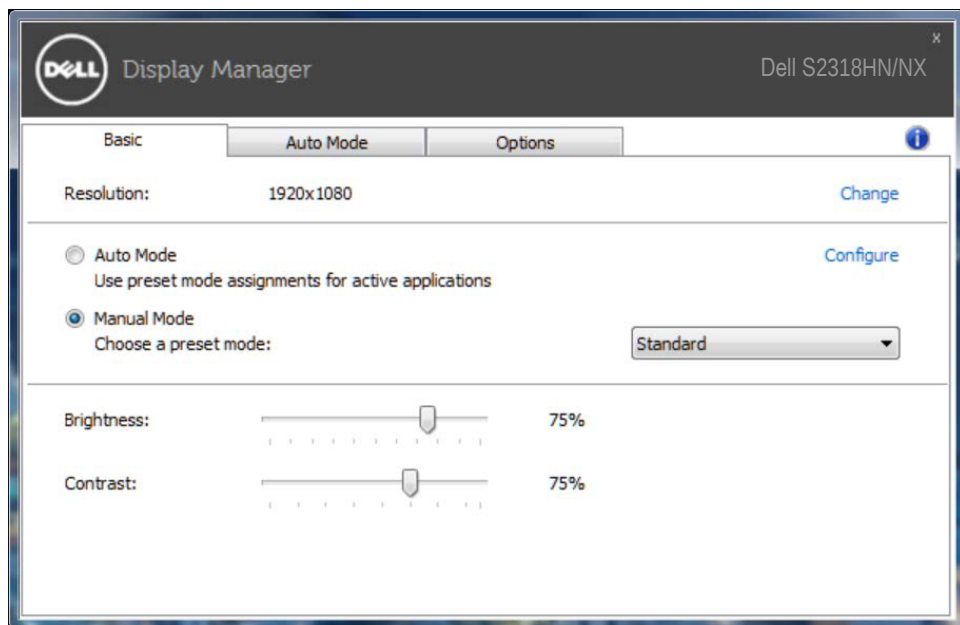 DELL Display Manager
x
Dell S2318HN/NX
Basic Auto Mode Options i
Resolution: 1920x1080 Change
Auto Mode Configure
Use preset mode assignments for active applications
Manual Mode
Choose a preset mode: Standard
Brightness: 75%
Contrast: 75%